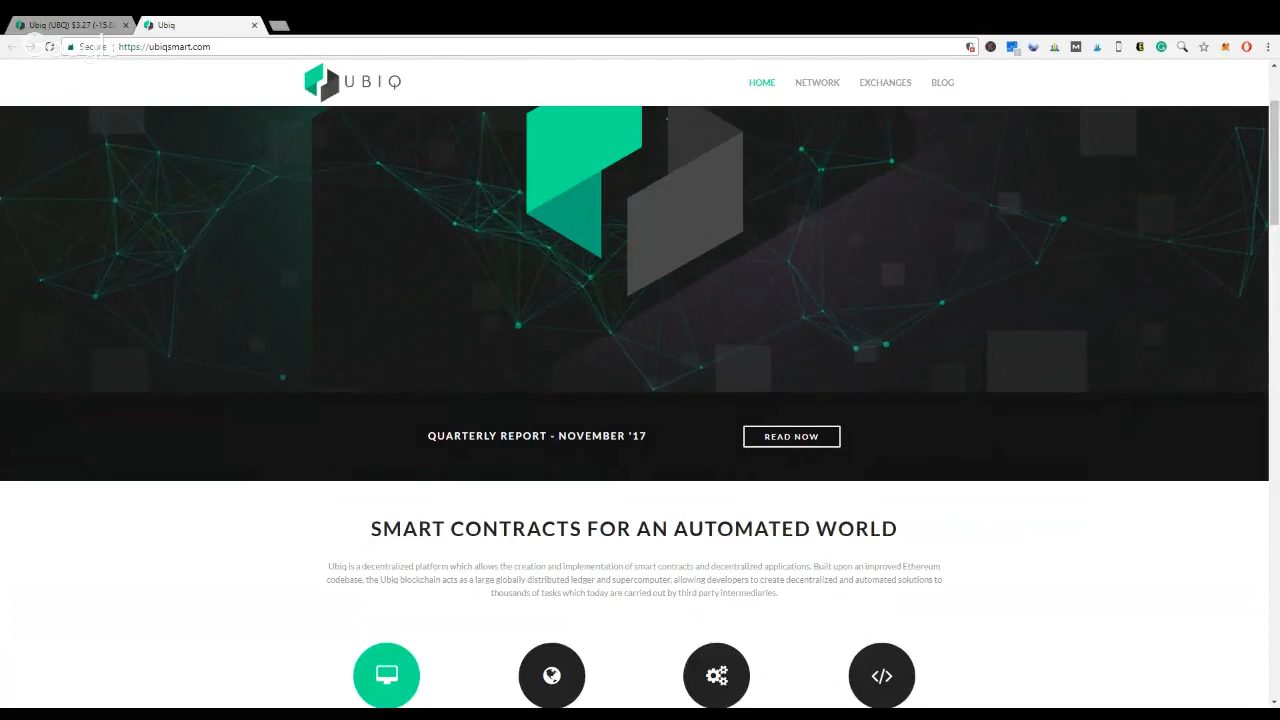 Ubiq (UBQ) $3.27 (-15.8
Ubiq
Secure
https://ubiqsmart.com
UBIQ
HOME
NETWORK
EXCHANGES
BLOG
QUARTERLY REPORT - NOVEMBER '17
READ NOW
SMART CONTRACTS FOR AN AUTOMATED WORLD
Ubiq is a decentralized platform which allows the creation and implementation of smart contracts and decentralized applications. Built upon an improved Ethereum
codebase, the Ubiq blockchain acts as a large globally distributed ledger and supercomputer, allowing developers to create decentralized and automated solutions to
thousands of tasks which today are carried out by third party intermediaries.